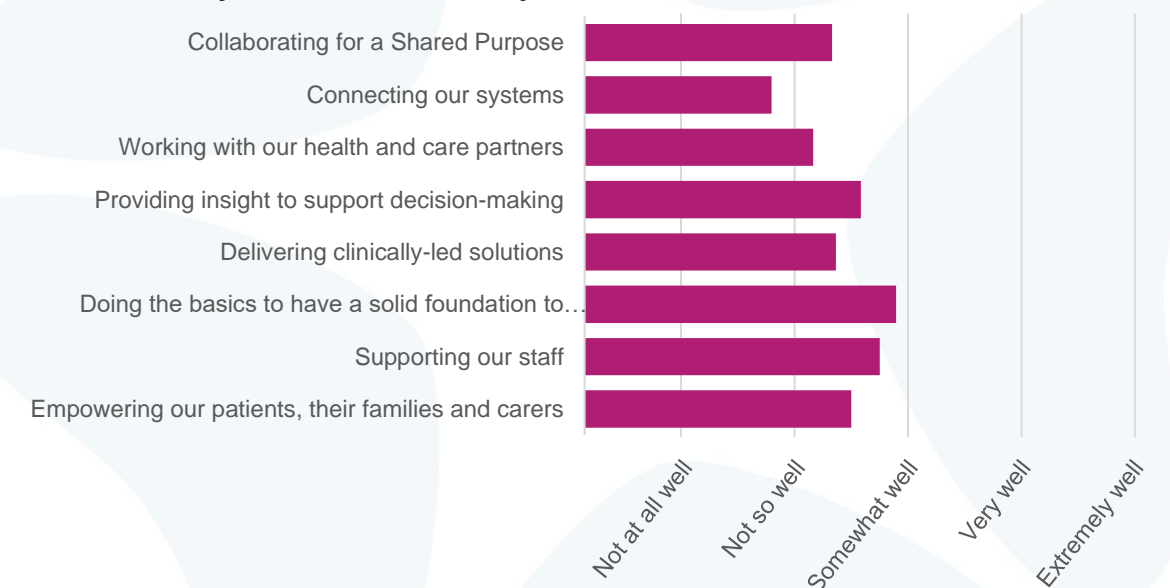 Collaborating for a Shared Purpose
Connecting our systems
Working with our health and care partners
Providing insight to support decision-making
Delivering clinically-led solutions
Doing the basics to have a solid foundation to…
Supporting our staff
Empowering our patients, their families and carers
Not at all well
Not so well
Somewhat well
Very well
Extremely well